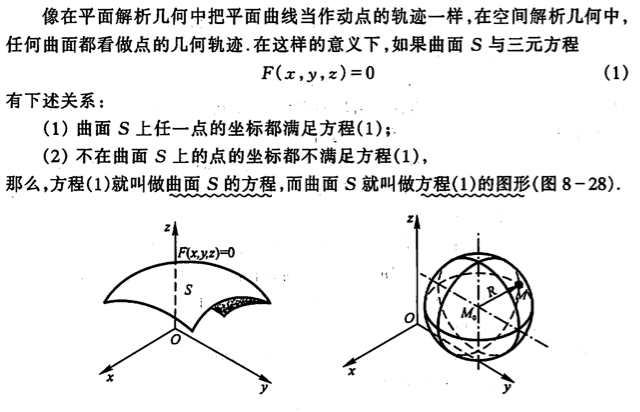 像在平面解析几何中把平面曲线当作动点的轨迹一样,在空间解析几何中,
任何曲面都看做点的几何轨迹.在这样的意义下,如果曲面 S 与三元方程
F(x,y,z)=0 (1)
有下述关系:
(1) 曲面 S 上任一点的坐标都满足方程(1);
(2) 不在曲面 S 上的点的坐标都不满足方程(1),
那么,方程(1)就叫做曲面 S 的方程,而曲面 S 就叫做方程(1)的图形(图 8-28).
z
F(x,y,z)=0
S
O
x
y
z
R
M
M₀
O
x
y